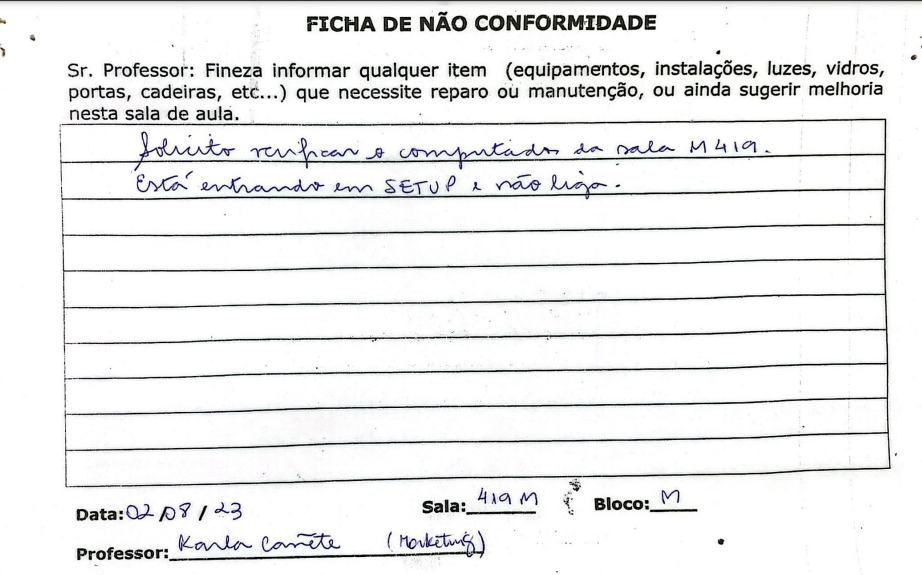 FICHA DE NÃO CONFORMIDADE
Sr. Professor: Fineza informar qualquer item (equipamentos, instalações, luzes, vidros,
portas, cadeiras, etc...) que necessite reparo ou manutenção, ou ainda sugerir melhoria
nesta sala de aula.
Solicito verificar o computador da sala M419.
Está entrando em SETUP e não liga.
Data: 02/08/23 Sala: 419 M Bloco: M
Professor: Karla Cañete (Marketing)